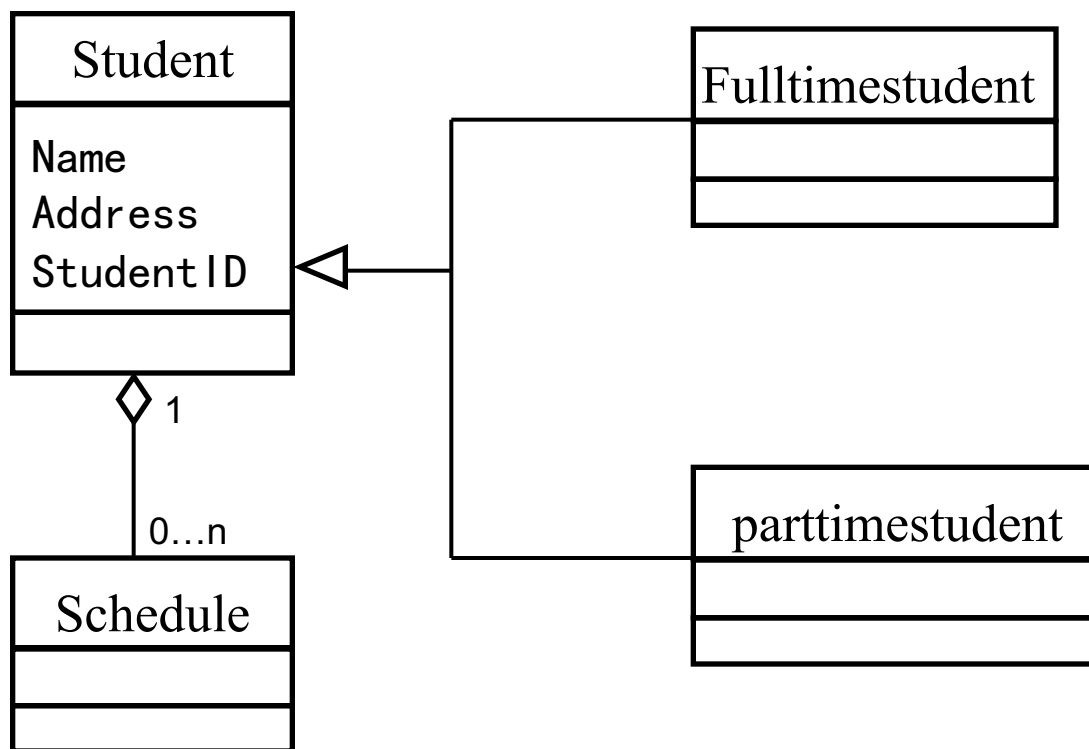 Student
Name
Address
StudentID
1
0...n
Schedule
Fulltimestudent
parttimestudent